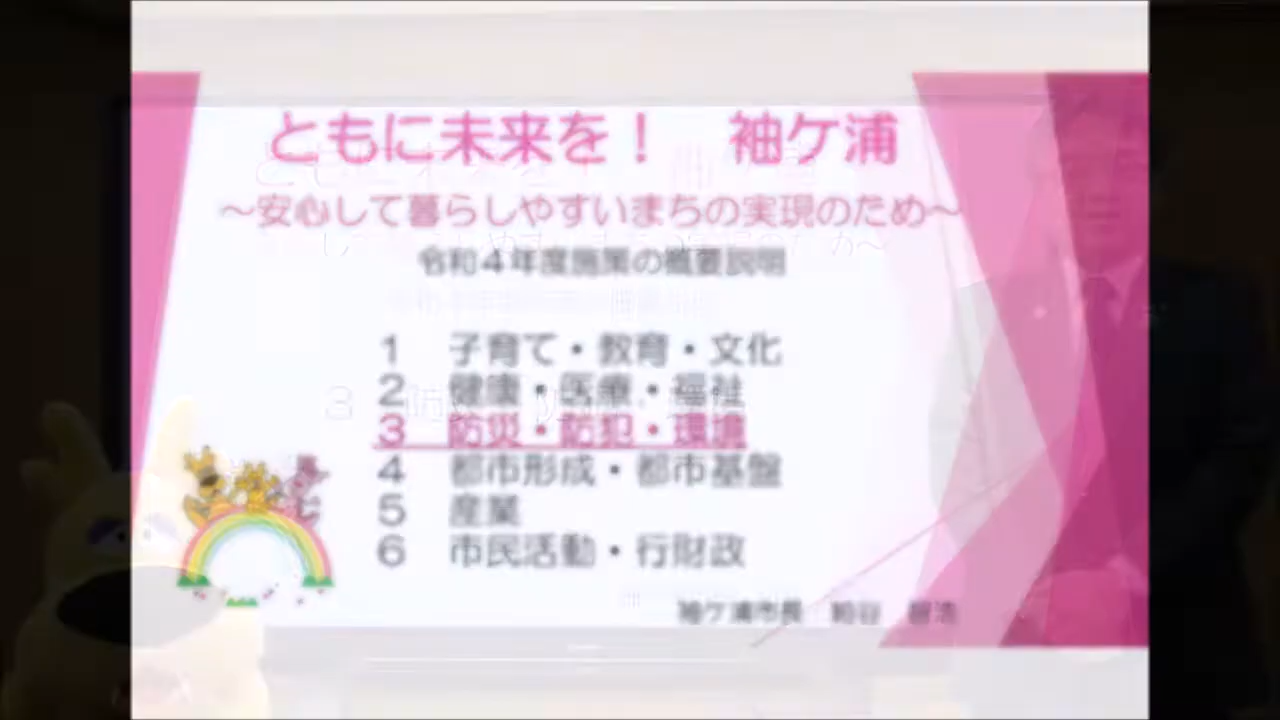 ともに未来を！　袖ケ浦
～安心して暮らしやすいまちの実現のため～
令和４年度施策の概要説明
1　子育て・教育・文化
2　健康・医療・福祉
3　防災・防犯・環境
4　都市形成・都市基盤
5　産業
6　市民活動・行財政
袖ケ浦市長　粕谷　智浩